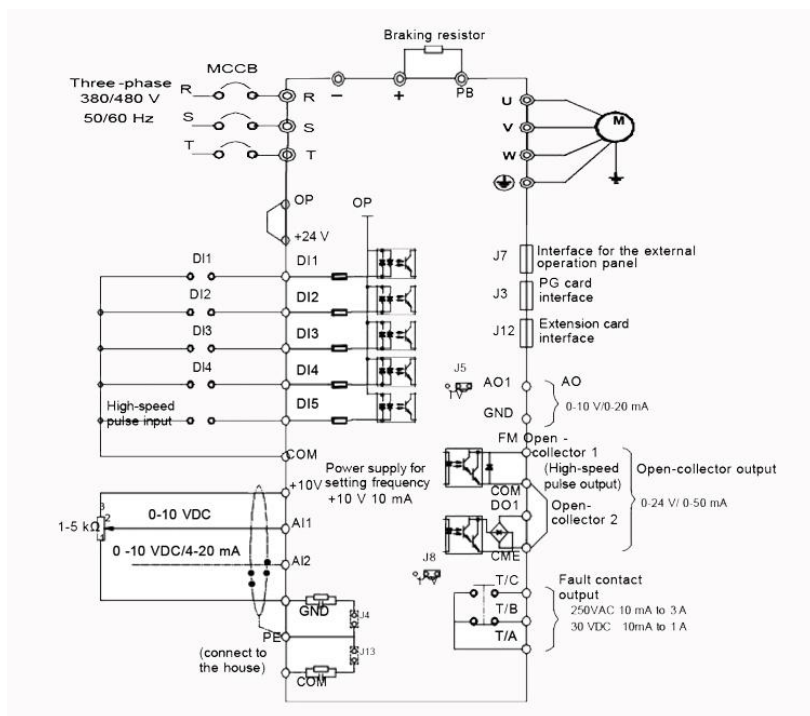 Braking resistor
MCCB
Three-phase
380/480 V
50/60 Hz
R
S
T
R
S
T
−
+
PB
U
V
W
M
OP
+24 V
OP
DI1
DI2
DI3
DI4
High-speed
pulse input
DI1
DI2
DI3
DI4
DI5
COM
J7
Interface for the external
operation panel
J3
PG card
interface
J12
Extension card
interface
J5
I V
AO1
GND
AO
0-10 V/0-20 mA
FM Open-
collector 1
(High-speed
pulse output)
COM
DO1
Open-
collector 2
CME
Open-collector output
0-24 V/ 0-50 mA
Power supply for
setting frequency
+10 V 10 mA
+10V
3
2
1-5 kΩ
0-10 VDC
AI1
0 -10 VDC/4-20 mA
AI2
GND
PE
(connect to
the house)
COM
J4
J13
J8
T/C
T/B
T/A
Fault contact
output
250VAC 10 mA to 3 A
30 VDC 10mA to 1 A